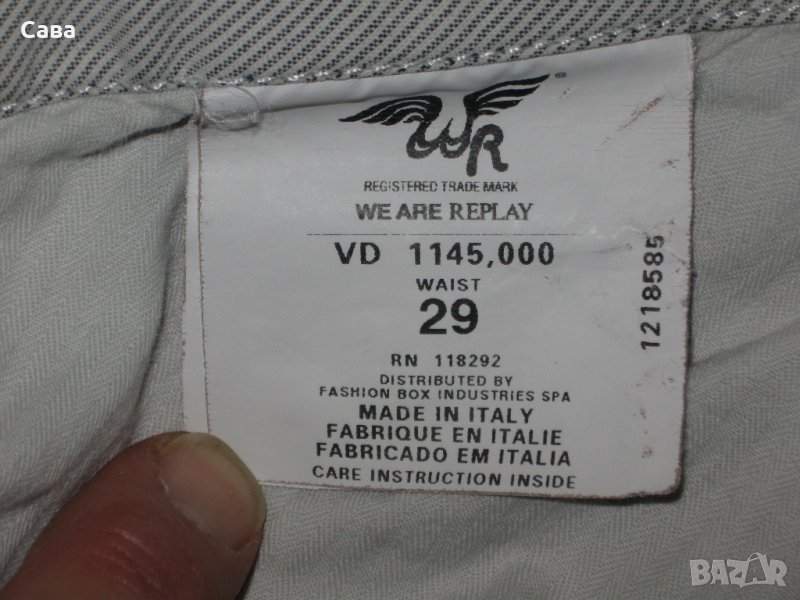 Сава
WR
®
REGISTERED TRADE MARK
WE ARE REPLAY
VD 1145,000
WAIST
29
RN 118292
DISTRIBUTED BY
FASHION BOX INDUSTRIES SPA
MADE IN ITALY
FABRIQUE EN ITALIE
FABRICADO EM ITALIA
CARE INSTRUCTION INSIDE
1218585
BAZAR